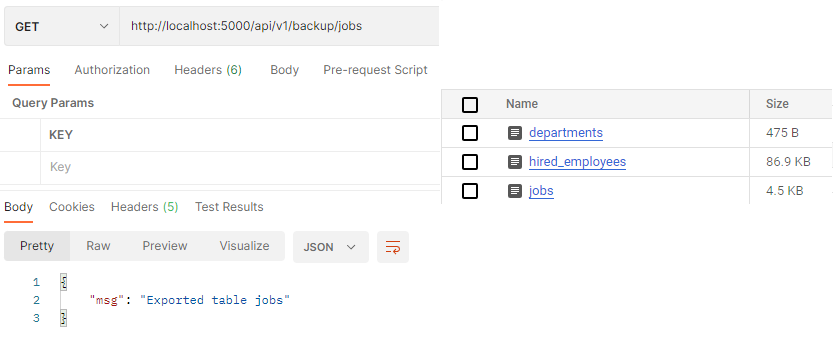 GET http://localhost:5000/api/v1/backup/jobs
Params Authorization Headers (6) Body Pre-request Script
Query Params
KEY
Key
Body Cookies Headers (5) Test Results
Pretty Raw Preview Visualize JSON
1 {
2 "msg": "Exported table jobs"
3 }
Name Size
departments 475 B
hired_employees 86.9 KB
jobs 4.5 KB